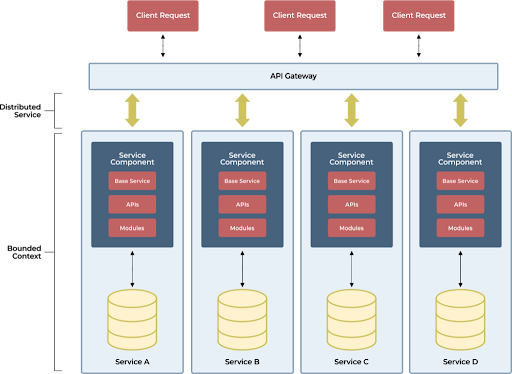 Client Request
Client Request
Client Request
API Gateway
Distributed
Service
Bounded
Context
Service
Component
Base Service
APIs
Modules
Service A
Service
Component
Base Service
APIs
Modules
Service B
Service
Component
Base Service
APIs
Modules
Service C
Service
Component
Base Service
APIs
Modules
Service D